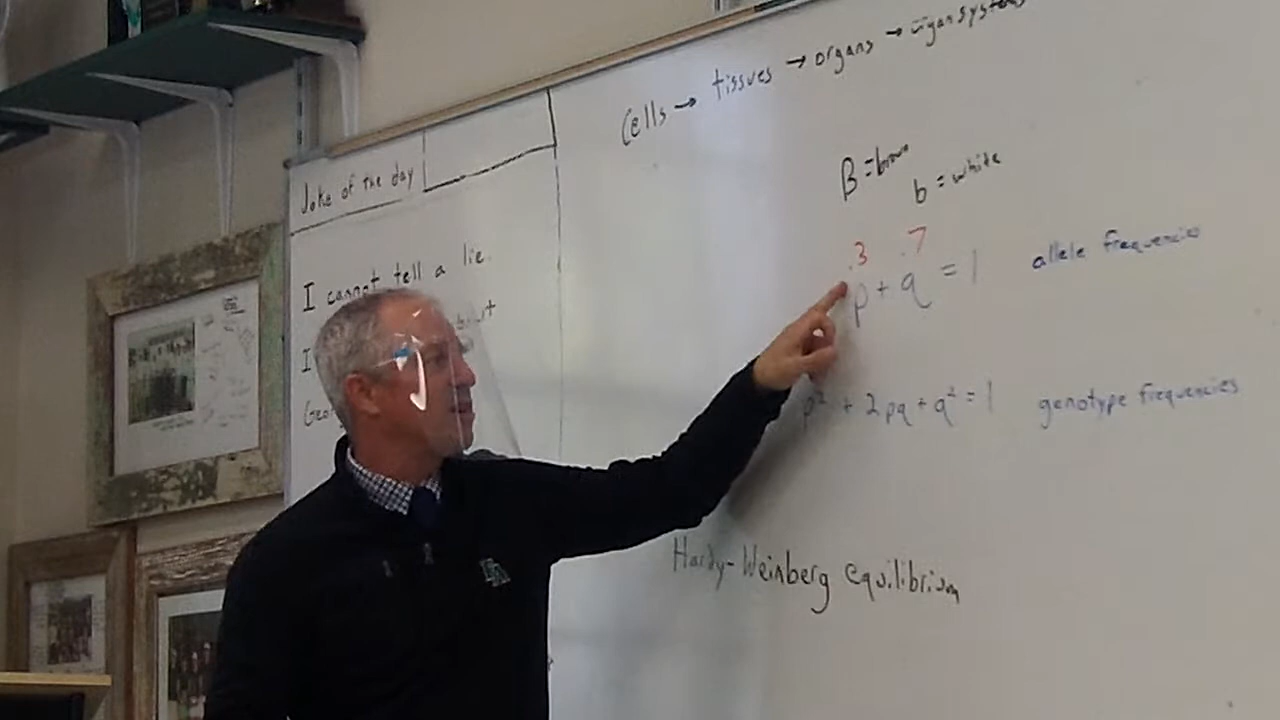 Cells → tissues → organs → organ systems
Joke of the day
B = brown
b = white
I cannot tell a lie.
.3 .7
p + q = 1 allele frequencies
I
p² + 2pq + q² = 1 genotype frequencies
Hardy-Weinberg equilibrium